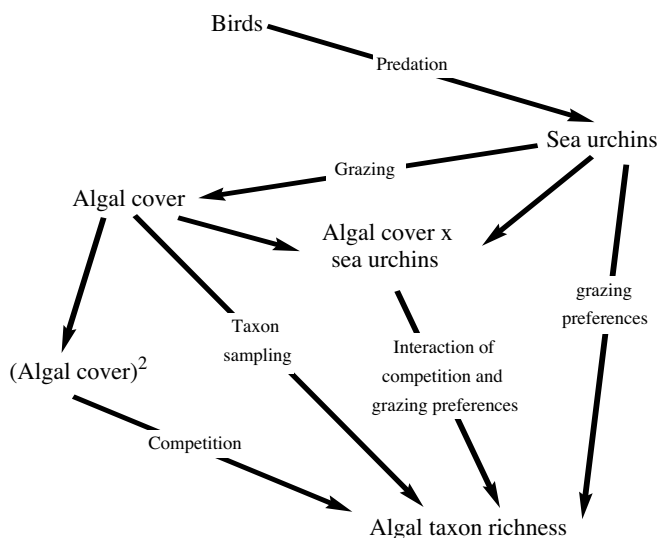 Birds
Predation
Sea urchins
Grazing
Algal cover
Algal cover x
sea urchins
grazing
preferences
Taxon
sampling
(Algal cover)²
Interaction of
competition and
grazing preferences
Competition
Algal taxon richness